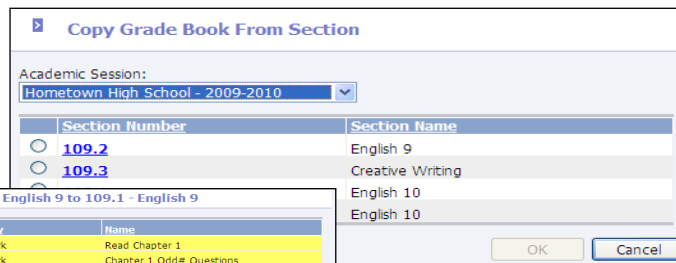 Copy Grade Book From Section
Academic Session:
Hometown High School - 2009-2010
Section Number Section Name
109.2 English 9
109.3 Creative Writing
English 10
English 10
OK Cancel
English 9 to 109.1 - English 9
Name
Read Chapter 1
Chapter 1 Odd# Questions